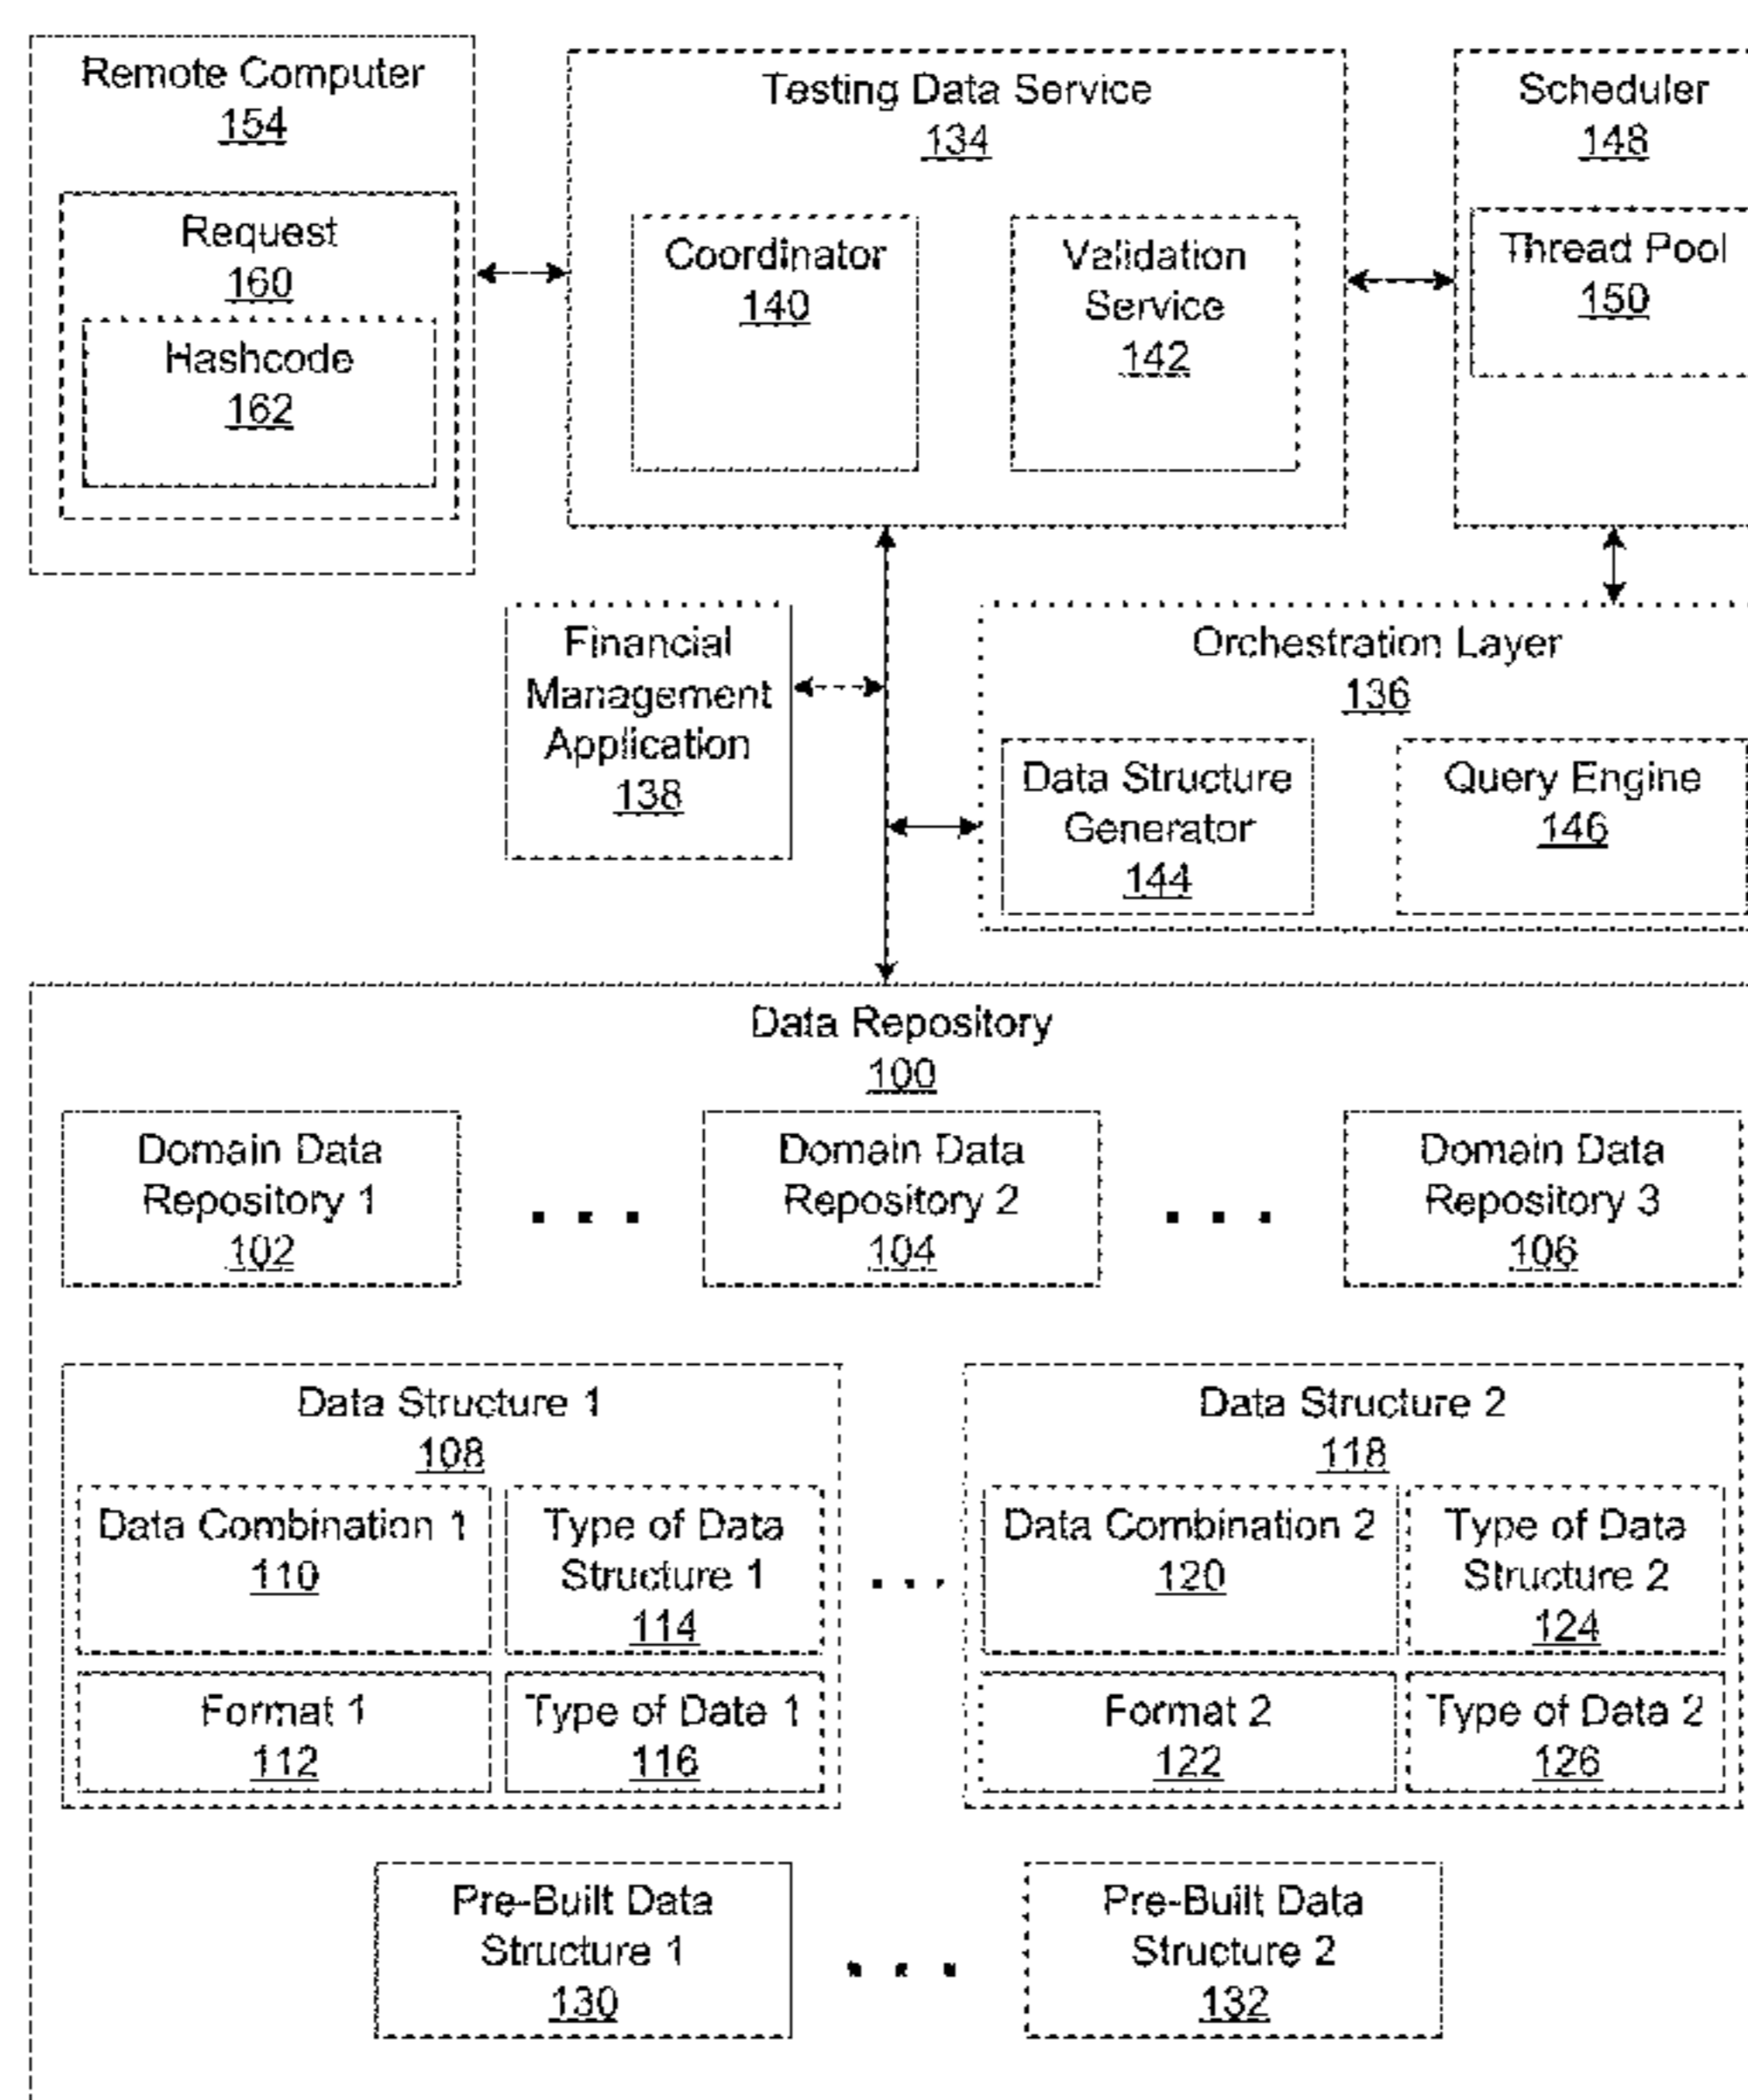 Remote Computer
154
Request
160
Hashcode
162
Testing Data Service
134
Coordinator
140
Validation
Service
142
Scheduler
148
Thread Pool
150
Financial
Management
Application
138
Orchestration Layer
136
Data Structure
Generator
144
Query Engine
146
Data Repository
100
Domain Data
Repository 1
102
. . .
Domain Data
Repository 2
104
. . .
Domain Data
Repository 3
106
Data Structure 1
108
Data Combination 1
110
Type of Data
Structure 1
114
Format 1
112
Type of Data 1
116
. . .
Data Structure 2
118
Data Combination 2
120
Type of Data
Structure 2
124
Format 2
122
Type of Data 2
126
Pre-Built Data
Structure 1
130
. . .
Pre-Built Data
Structure 2
132